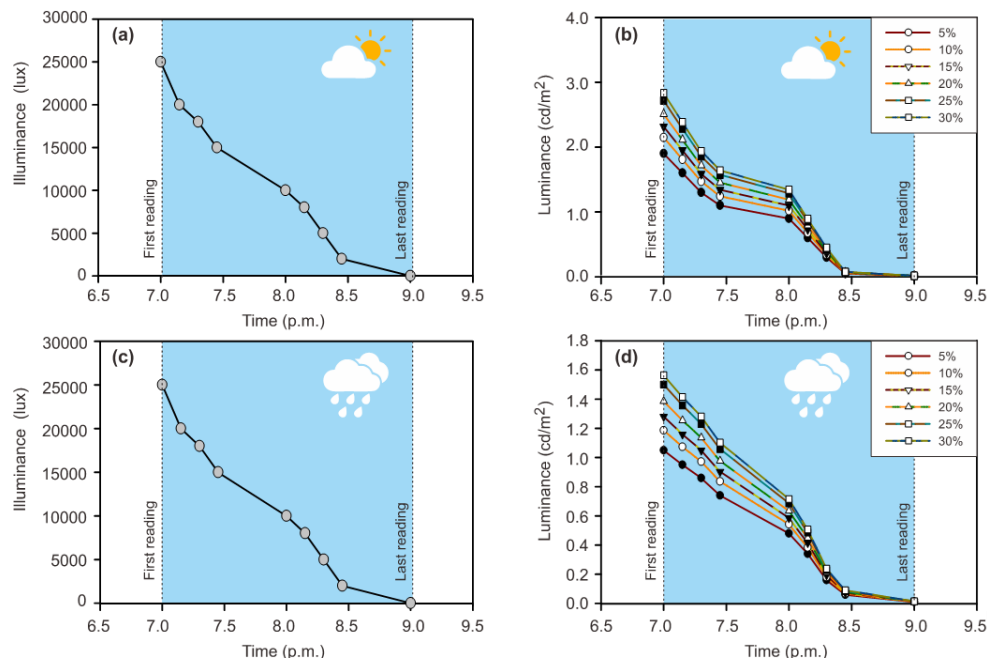 (a)
30000
25000
20000
15000
10000
5000
0
Illuminance (lux)
First reading
Last reading
6.5 7.0 7.5 8.0 8.5 9.0 9.5
Time (p.m.)
(b)
4.0
3.0
2.0
1.0
0.0
Luminance (cd/m²)
First reading
Last reading
5%
10%
15%
20%
25%
30%
6.5 7.0 7.5 8.0 8.5 9.0 9.5
Time (p.m.)
(c)
30000
25000
20000
15000
10000
5000
0
Illuminance (lux)
First reading
Last reading
6.5 7.0 7.5 8.0 8.5 9.0 9.5
Time (p.m.)
(d)
1.8
1.6
1.4
1.2
1.0
0.8
0.6
0.4
0.2
0.0
Luminance (cd/m²)
First reading
Last reading
5%
10%
15%
20%
25%
30%
6.5 7.0 7.5 8.0 8.5 9.0 9.5
Time (p.m.)